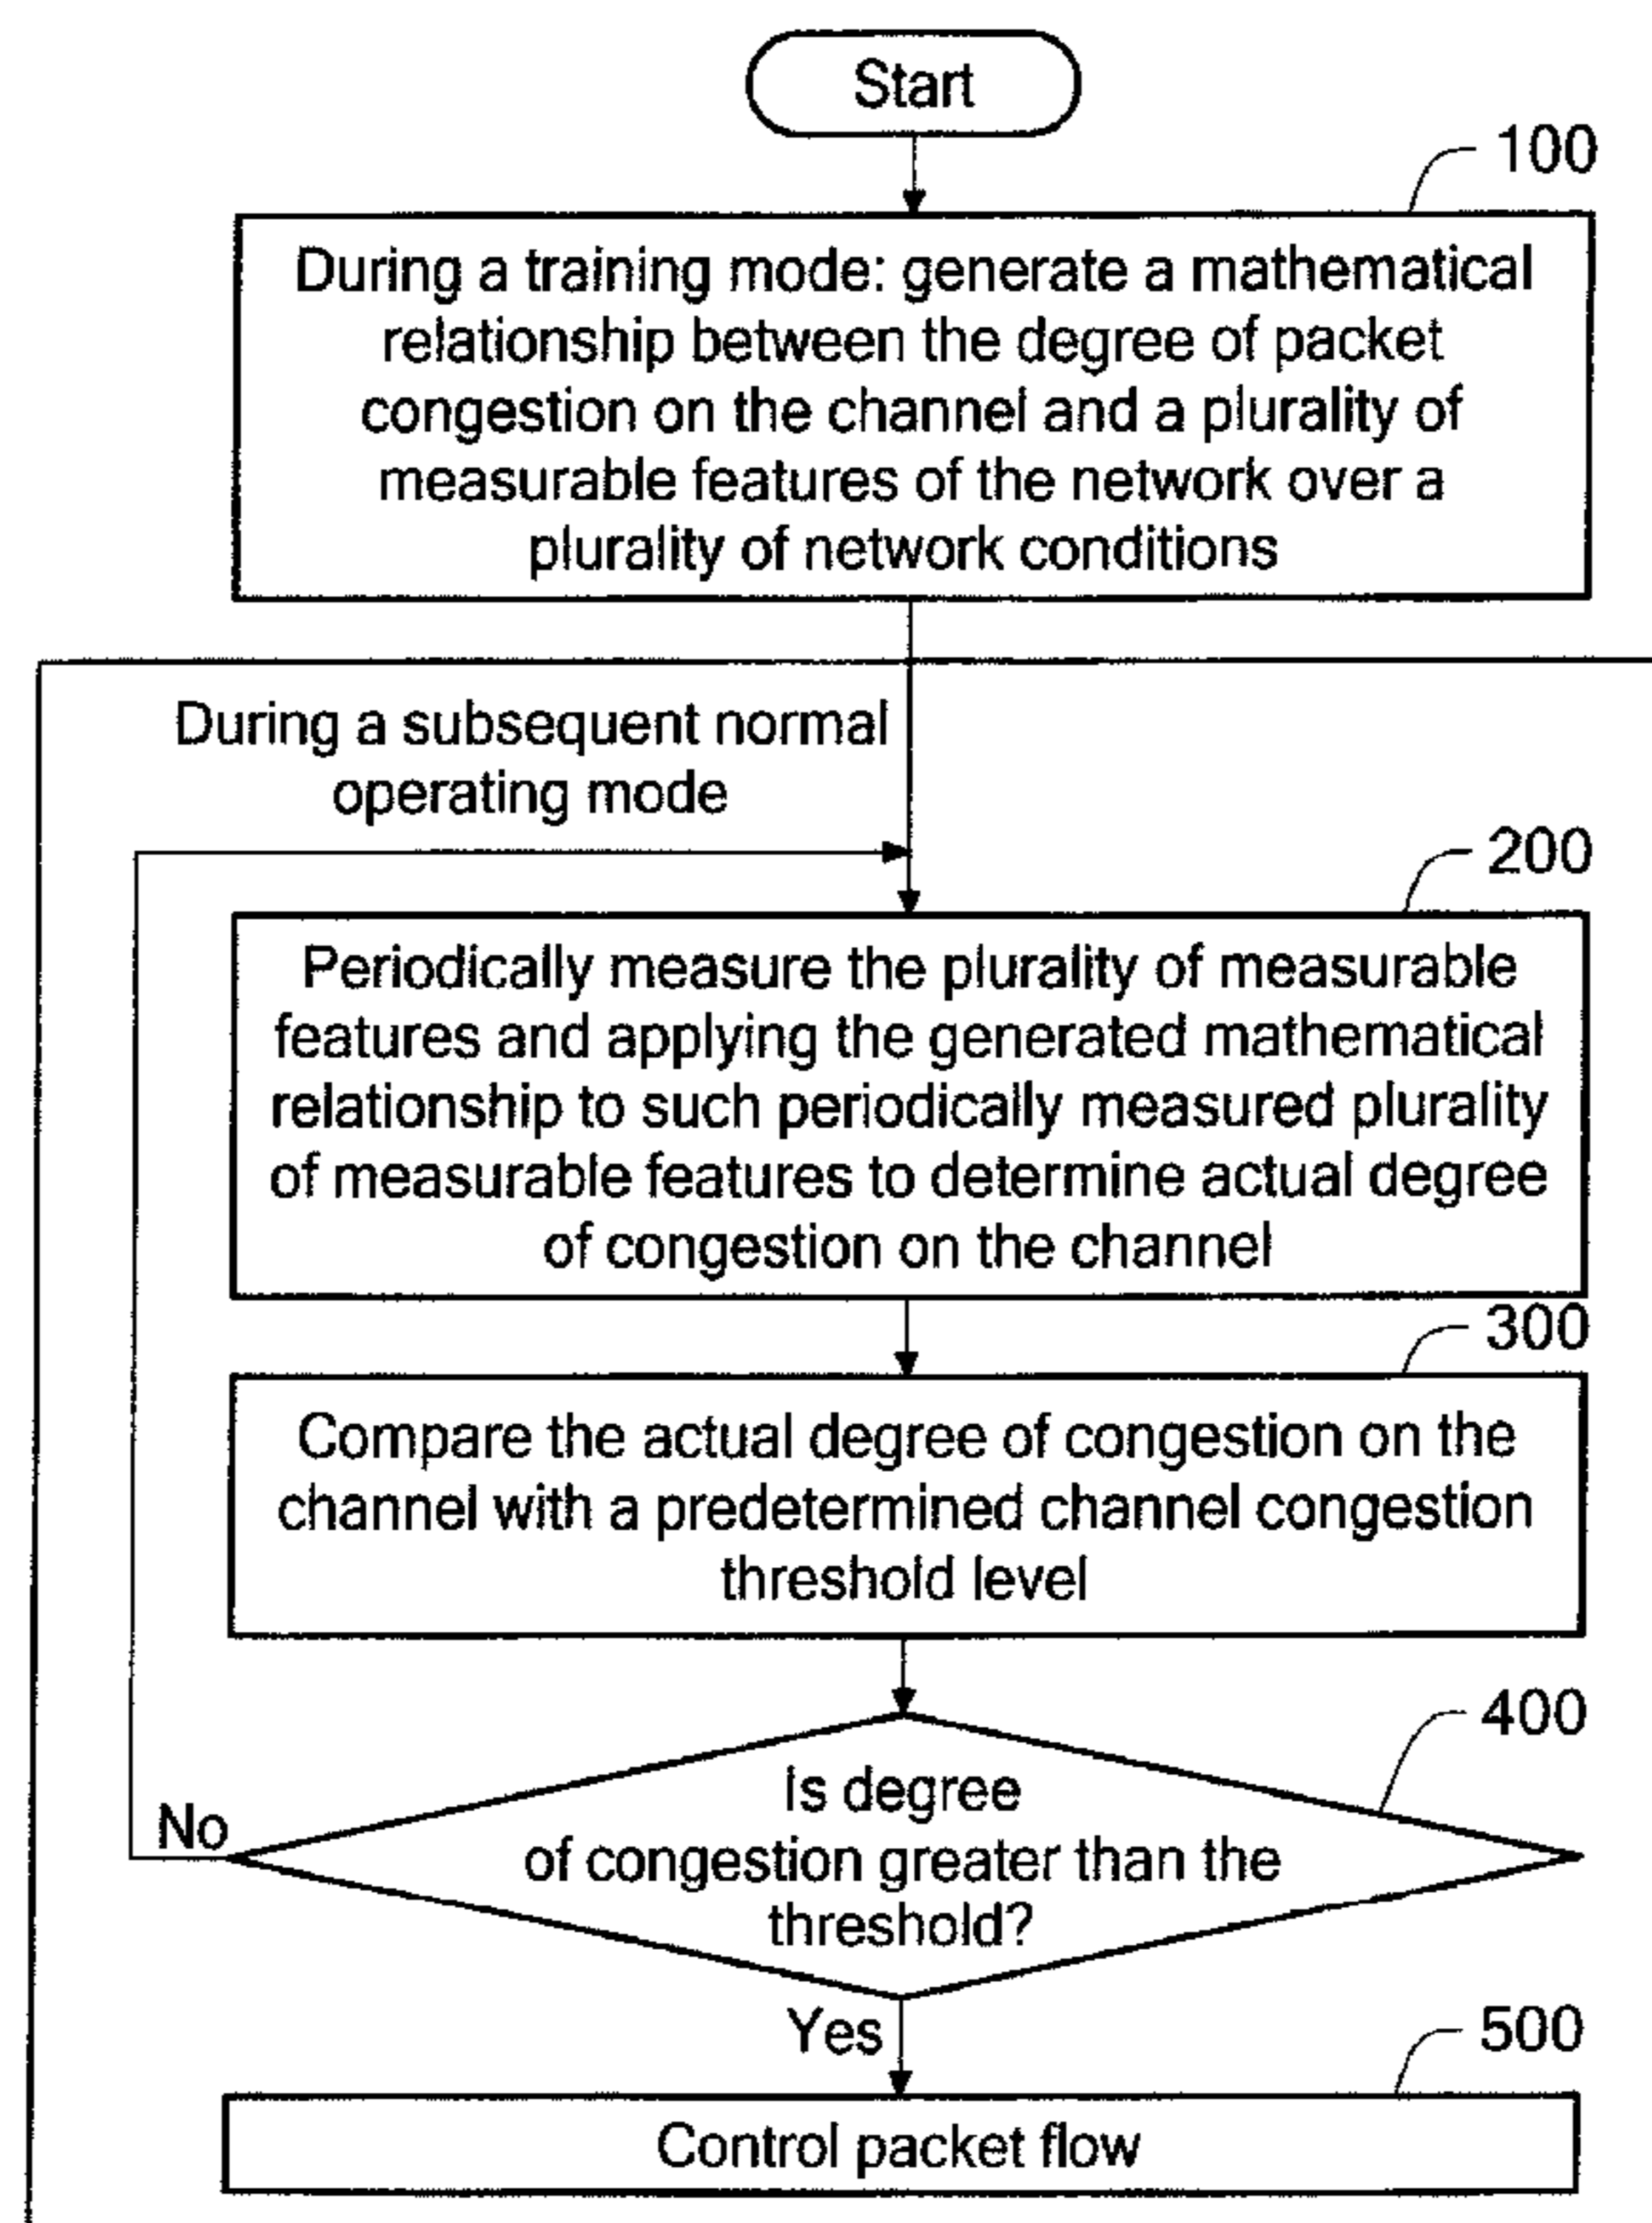 Start
100
During a training mode: generate a mathematical
relationship between the degree of packet
congestion on the channel and a plurality of
measurable features of the network over a
plurality of network conditions
During a subsequent normal
operating mode
200
Periodically measure the plurality of measurable
features and applying the generated mathematical
relationship to such periodically measured plurality
of measurable features to determine actual degree
of congestion on the channel
300
Compare the actual degree of congestion on the
channel with a predetermined channel congestion
threshold level
400
Is degree
of congestion greater than the
threshold?
No
Yes
500
Control packet flow